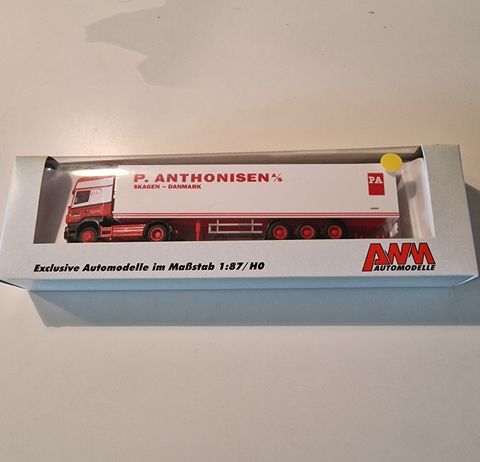 P. ANTHONISEN A/S
SKAGEN - DANMARK
PA
Exclusive Automodelle im Maßstab 1:87/H0
AWM
AUTOMODELLE